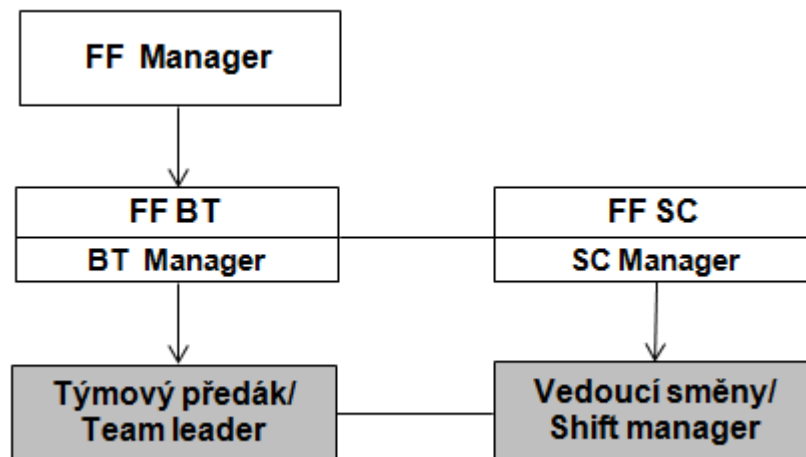 FF Manager
FF BT
BT Manager
FF SC
SC Manager
Týmový předák/
Team leader
Vedoucí směny/
Shift manager